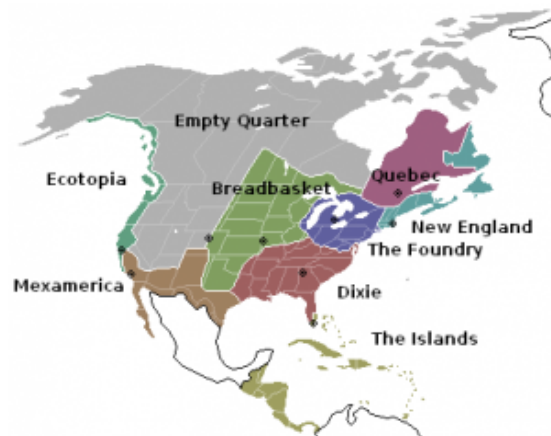 Empty Quarter
Ecotopia
Breadbasket
Quebec
New England
The Foundry
Mexamerica
Dixie
The Islands